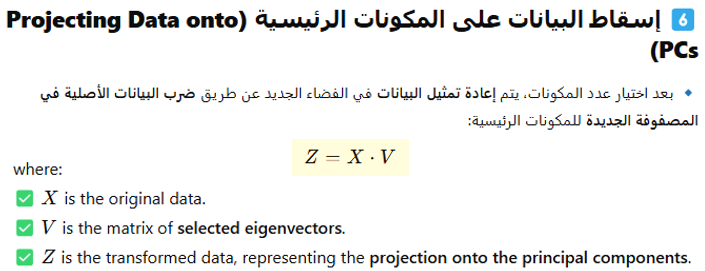 6 إسقاط البيانات على المكونات الرئيسية (Projecting Data onto
PCs)
🔹 بعد اختيار عدد المكونات، يتم إعادة تمثيل البيانات في الفضاء الجديد عن طريق ضرب البيانات الأصلية في
المصفوفة الجديدة للمكونات الرئيسية:
Z = X · V
where:
✅ X is the original data.
✅ V is the matrix of selected eigenvectors.
✅ Z is the transformed data, representing the projection onto the principal components.